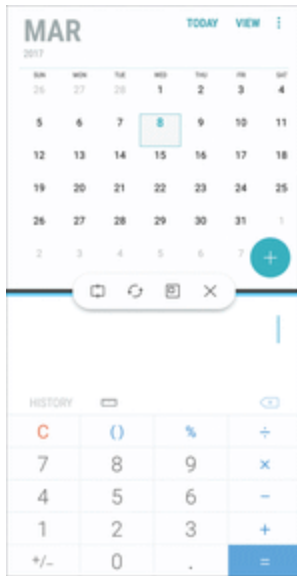 MAR TODAY VIEW
2017
SUN MON TUE WED THU FRI SAT
26 27 28 1 2 3 4
5 6 7 8 9 10 11
12 13 14 15 16 17 18
19 20 21 22 23 24 25
26 27 28 29 30 31 1
2 3 4 5 6 7
+
HISTORY
C () % ÷
7 8 9 ×
4 5 6 −
1 2 3 +
+/− 0 . =